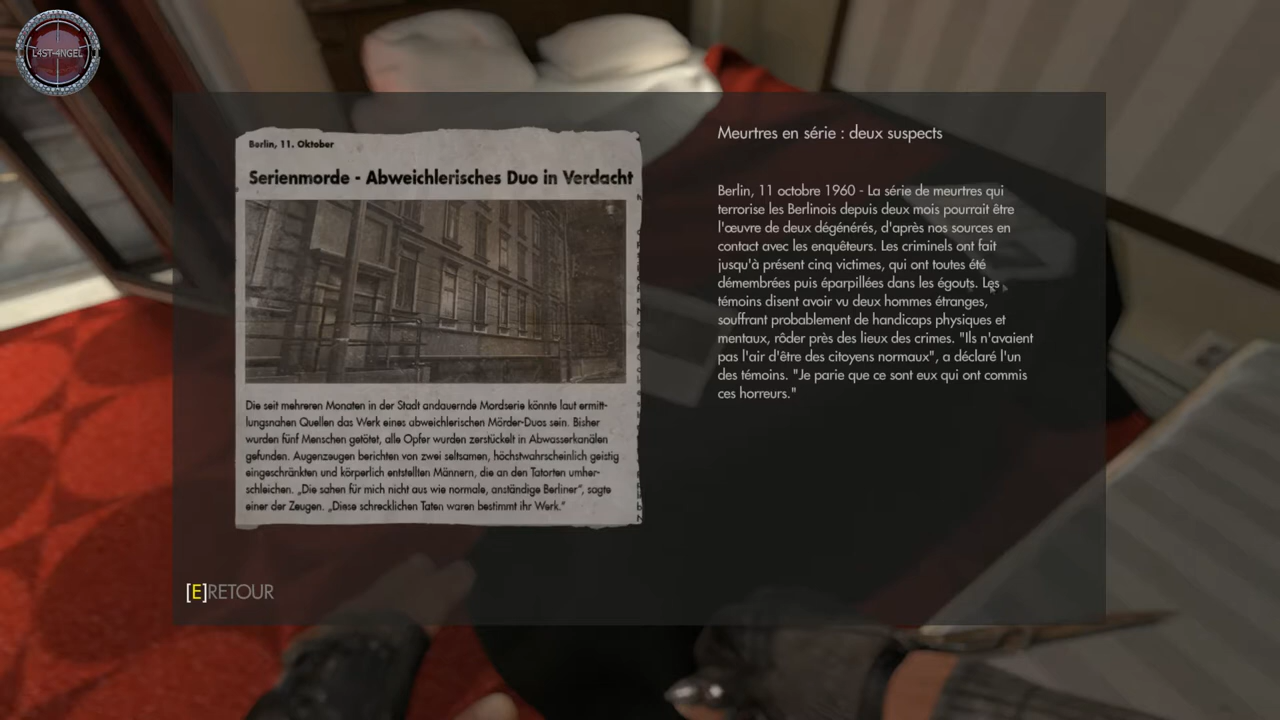 L4ST-4NGEL
Berlin, 11. Oktober
Serienmorde - Abweichlerisches Duo in Verdacht
Die seit mehreren Monaten in der Stadt andauernde Mordserie könnte laut ermitt-
lungsnahen Quellen das Werk eines abweichlerischen Mörder-Duos sein. Bisher
wurden fünf Menschen getötet, alle Opfer wurden zerstückelt in Abwasserkanälen
gefunden. Augenzeugen berichten von zwei seltsamen, höchstwahrscheinlich geistig
eingeschränkten und körperlich entstellten Männern, die an den Tatorten umher-
schleichen. „Die sahen für mich nicht aus wie normale, anständige Berliner“, sagte
einer der Zeugen. „Diese schrecklichen Taten waren bestimmt ihr Werk.“
Meurtres en série : deux suspects
Berlin, 11 octobre 1960 - La série de meurtres qui
terrorise les Berlinois depuis deux mois pourrait être
l'œuvre de deux dégénérés, d'après nos sources en
contact avec les enquêteurs. Les criminels ont fait
jusqu'à présent cinq victimes, qui ont toutes été
démembrées puis éparpillées dans les égouts. Les
témoins disent avoir vu deux hommes étranges,
souffrant probablement de handicaps physiques et
mentaux, rôder près des lieux des crimes. "Ils n'avaient
pas l'air d'être des citoyens normaux", a déclaré l'un
des témoins. "Je parie que ce sont eux qui ont commis
ces horreurs."
[E]RETOUR